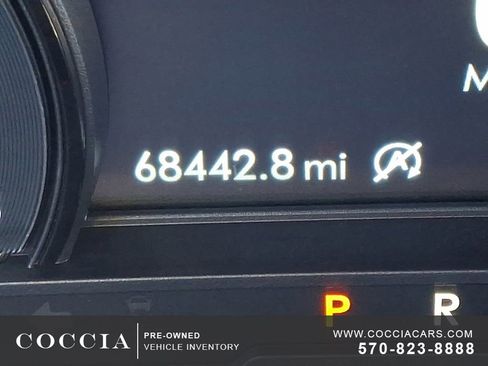 M
68442.8 mi A
P R
COCCIA
PRE-OWNED
VEHICLE INVENTORY
WWW.COCCIACARS.COM
570-823-8888